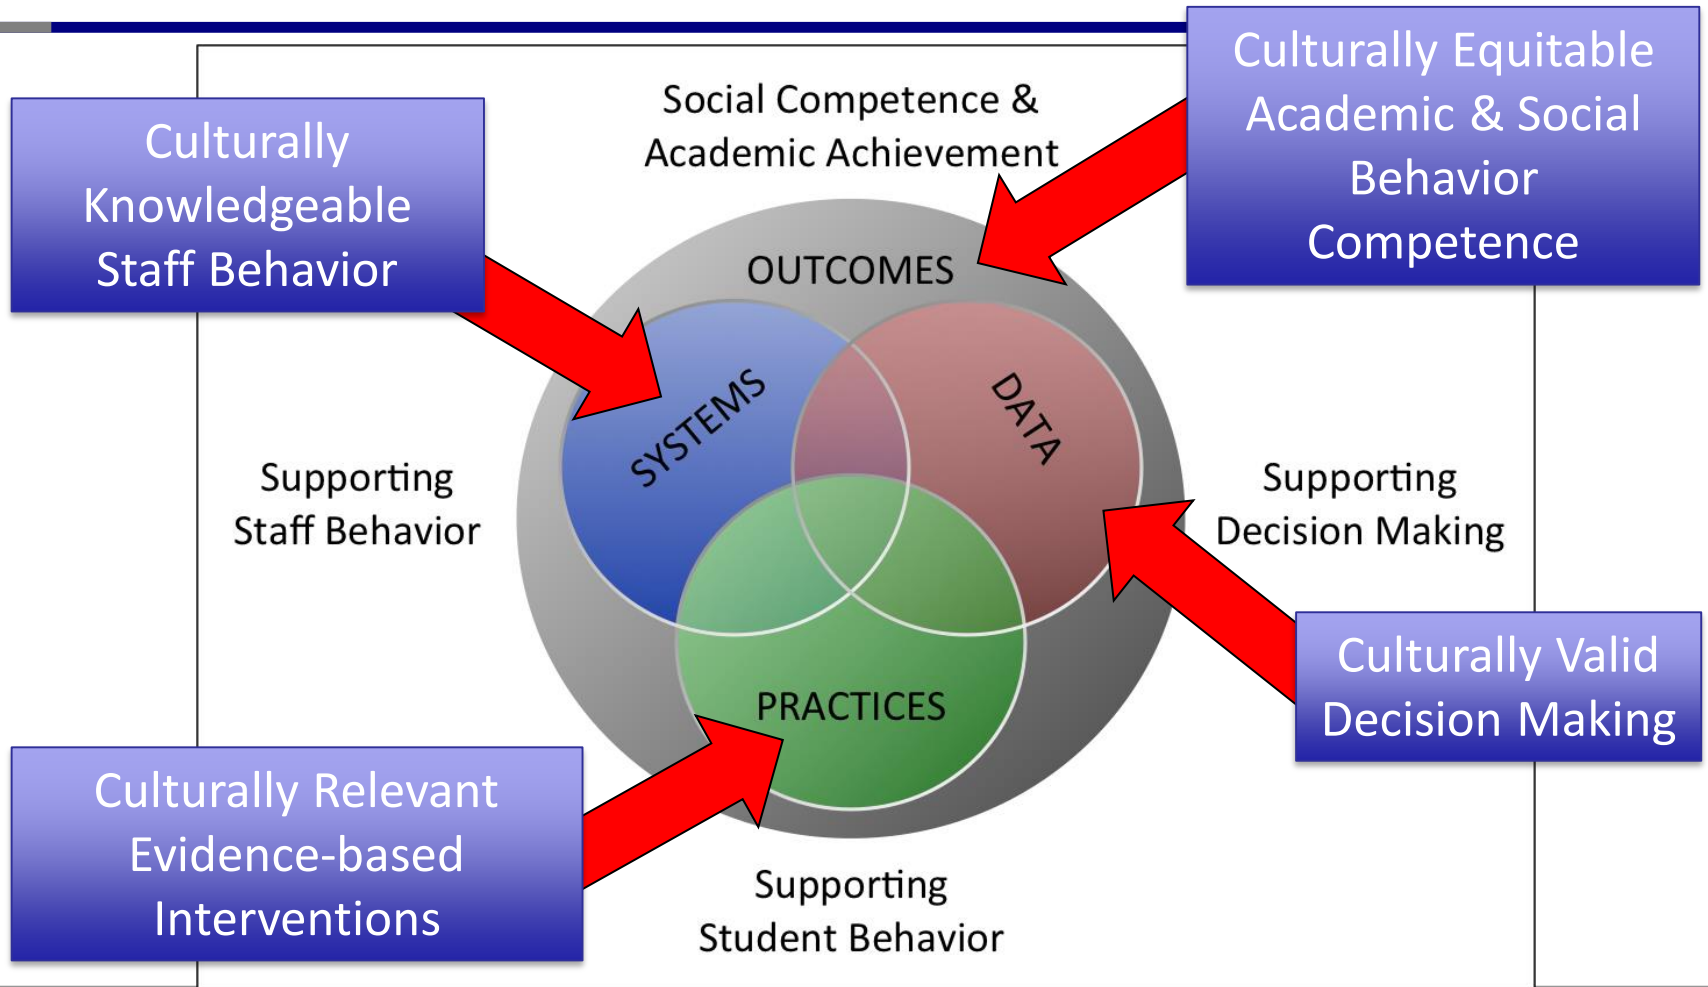 Culturally Equitable
Academic & Social
Behavior
Competence
Social Competence &
Academic Achievement
Culturally
Knowledgeable
Staff Behavior
OUTCOMES
SYSTEMS
DATA
Supporting
Staff Behavior
Supporting
Decision Making
PRACTICES
Culturally Valid
Decision Making
Culturally Relevant
Evidence-based
Interventions
Supporting
Student Behavior